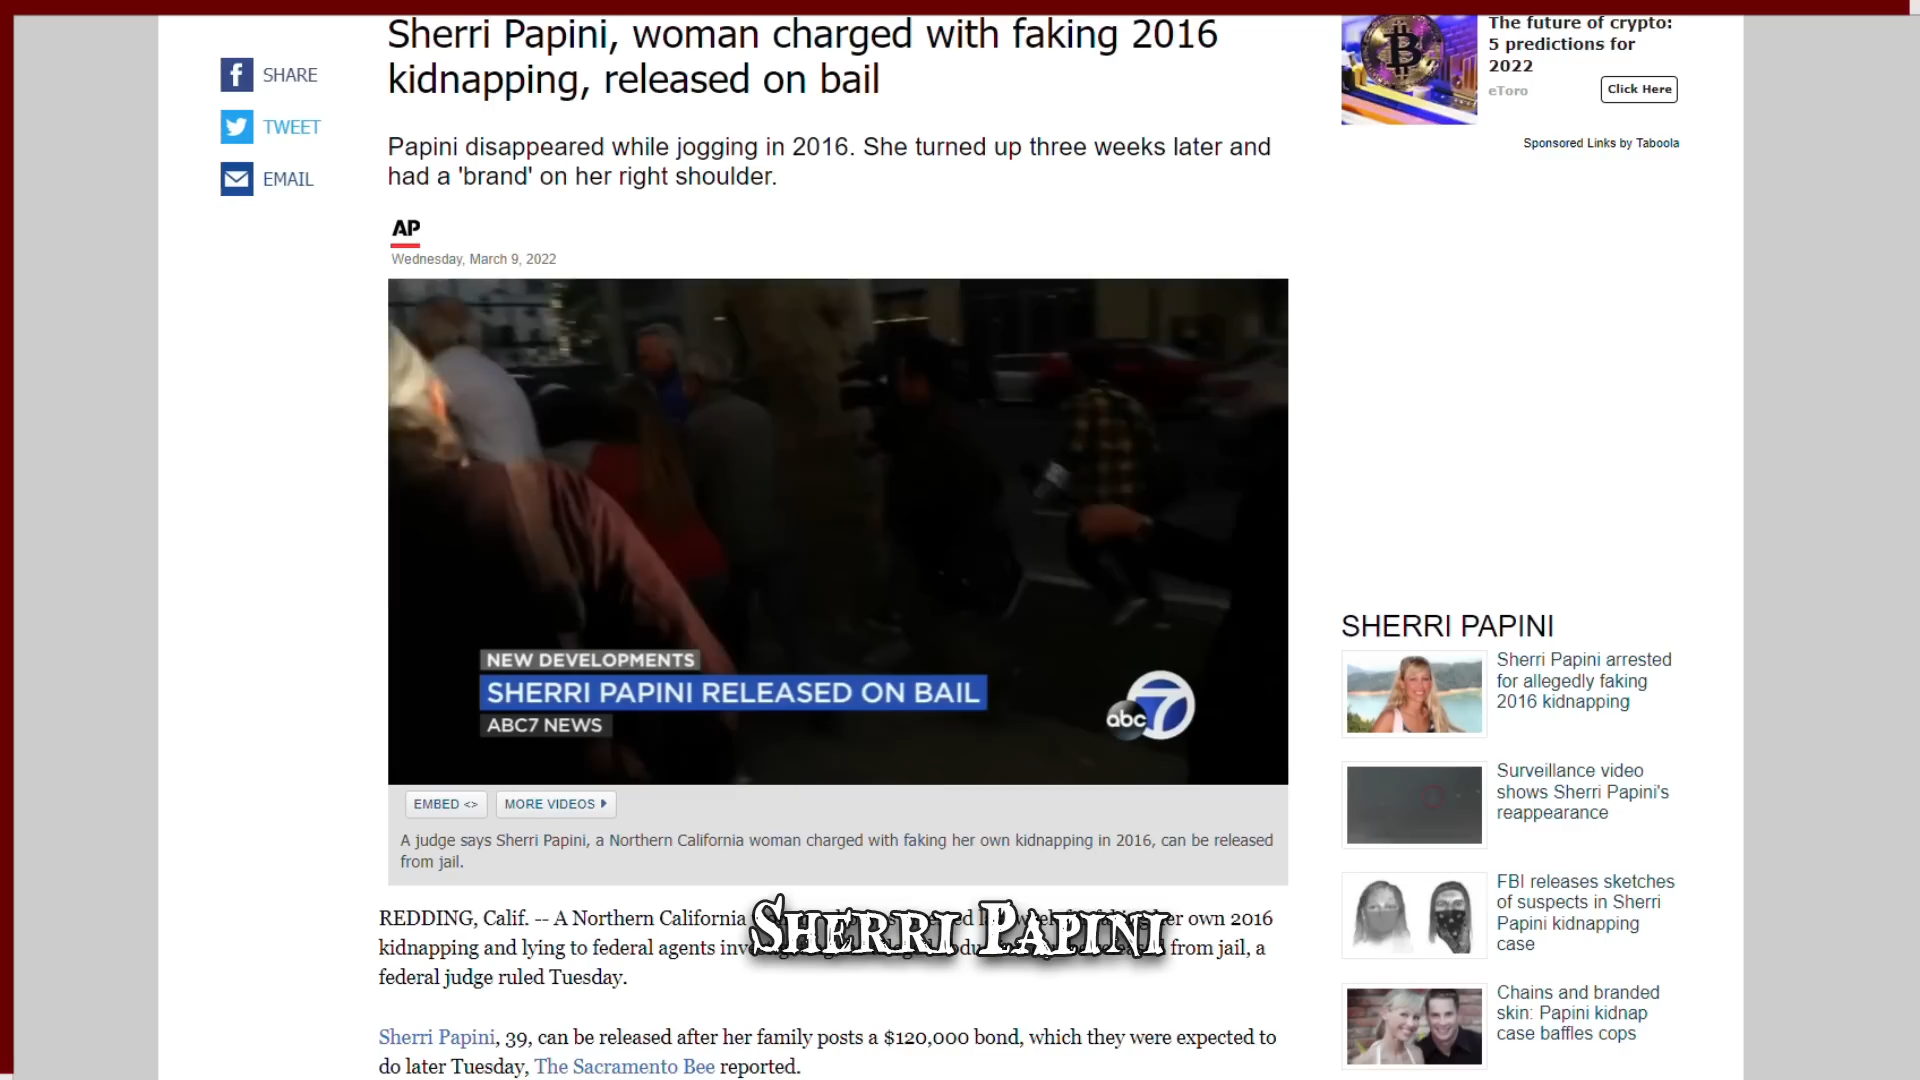 Sherri Papini, woman charged with faking 2016
kidnapping, released on bail
SHARE
TWEET
EMAIL
Papini disappeared while jogging in 2016. She turned up three weeks later and
had a 'brand' on her right shoulder.
AP
Wednesday, March 9, 2022
NEW DEVELOPMENTS
SHERRI PAPINI RELEASED ON BAIL
ABC7 NEWS
abc 7
EMBED <>
MORE VIDEOS
A judge says Sherri Papini, a Northern California woman charged with faking her own kidnapping in 2016, can be released
from jail.
REDDING, Calif. -- A Northern California er own 2016
kidnapping and lying to federal agents from jail, a
federal judge ruled Tuesday.
Sherri Papini
Sherri Papini, 39, can be released after her family posts a $120,000 bond, which they were expected to
do later Tuesday, The Sacramento Bee reported.
The future of crypto:
5 predictions for
2022
eToro
Click Here
Sponsored Links by Taboola
SHERRI PAPINI
Sherri Papini arrested
for allegedly faking
2016 kidnapping
Surveillance video
shows Sherri Papini's
reappearance
FBI releases sketches
of suspects in Sherri
Papini kidnapping
case
Chains and branded
skin: Papini kidnap
case baffles cops